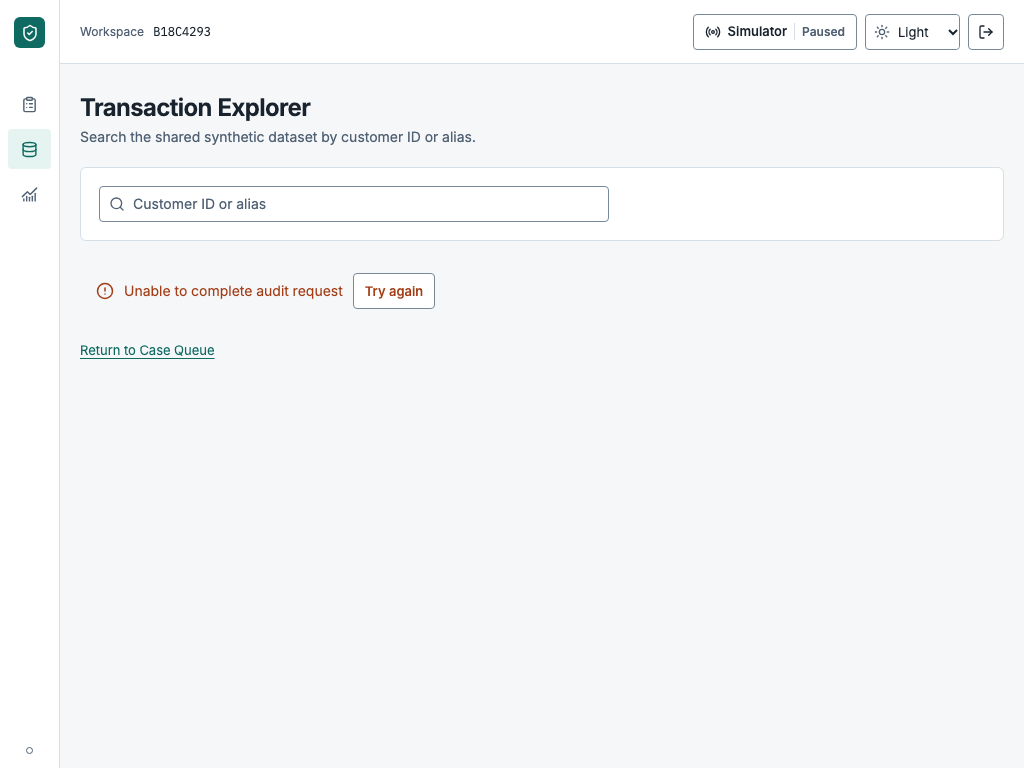 Workspace B18C4293
Simulator Paused
Light
Transaction Explorer
Search the shared synthetic dataset by customer ID or alias.
Customer ID or alias
Unable to complete audit request
Try again
Return to Case Queue